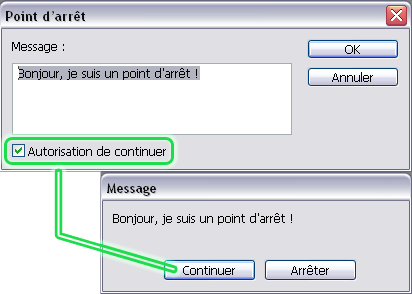 Point d'arrêt
Message :
OK
Bonjour, je suis un point d'arrêt !
Annuler
Autorisation de continuer
Message
Bonjour, je suis un point d'arrêt !
Continuer
Arrêter